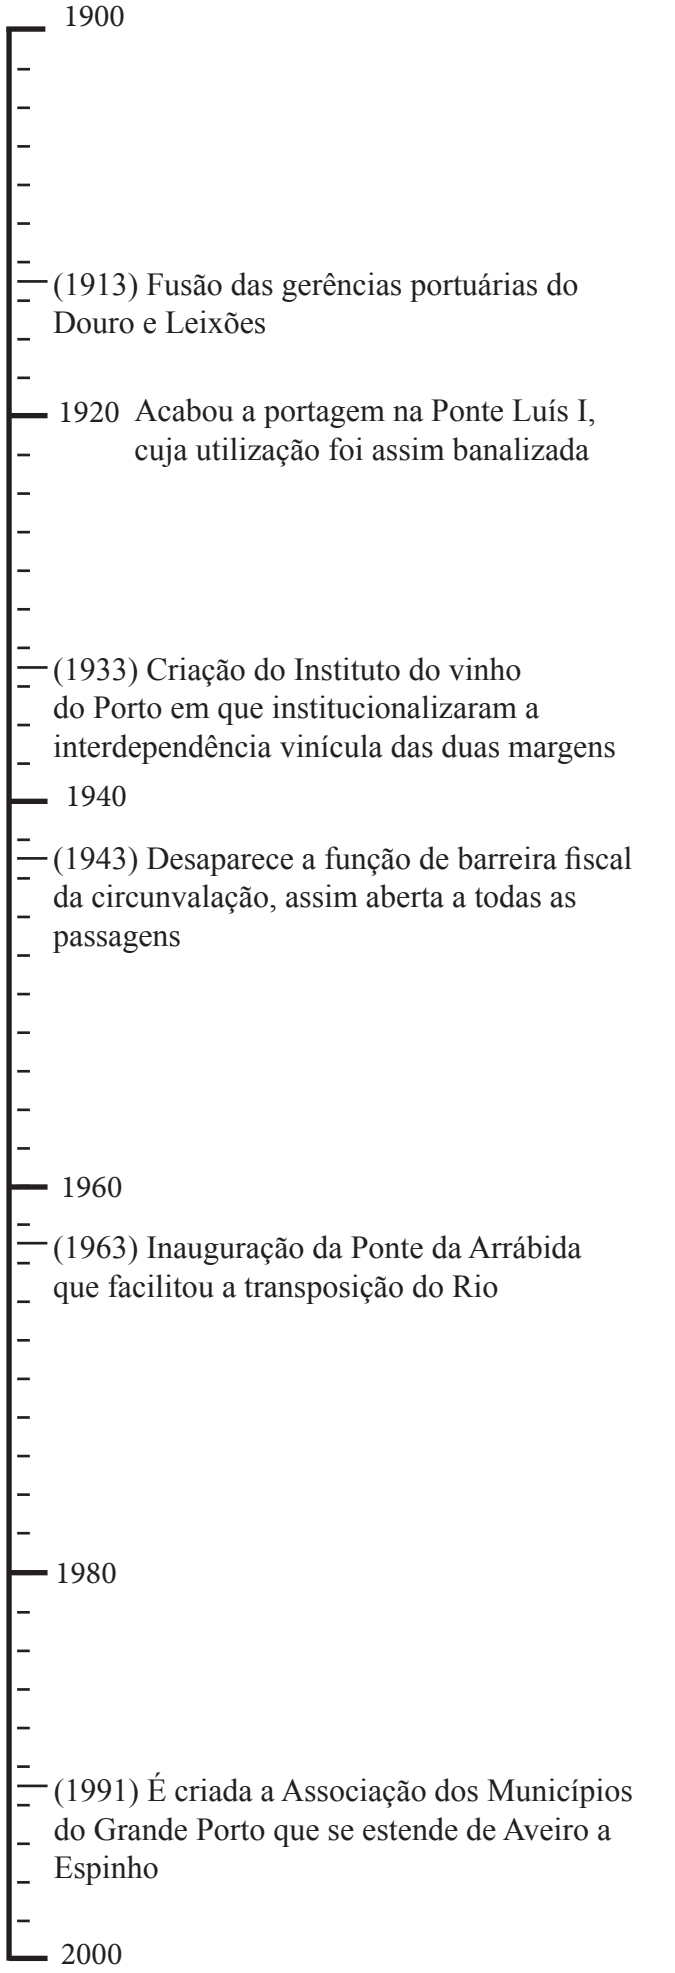 1900
(1913) Fusão das gerências portuárias do
Douro e Leixões
1920 Acabou a portagem na Ponte Luís I,
cuja utilização foi assim banalizada
(1933) Criação do Instituto do vinho
do Porto em que institucionalizaram a
interdependência vinícula das duas margens
1940
(1943) Desaparece a função de barreira fiscal
da circunvalação, assim aberta a todas as
passagens
1960
(1963) Inauguração da Ponte da Arrábida
que facilitou a transposição do Rio
1980
(1991) É criada a Associação dos Municípios
do Grande Porto que se estende de Aveiro a
Espinho
2000